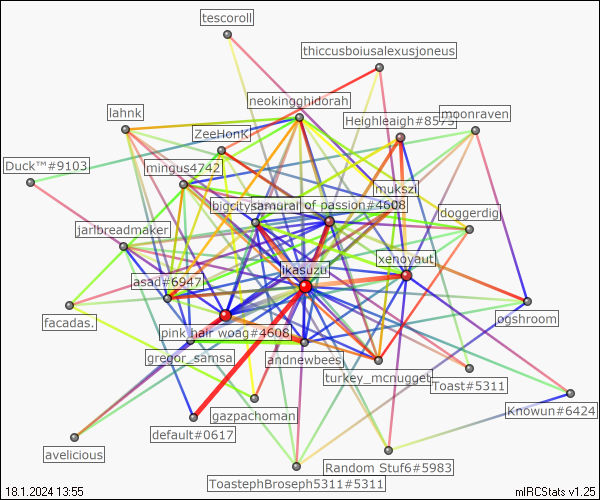 tescoroll
thiccusboiusalexusjoneus
neokingghidorah
lahnk
Heighleigh#8573
moonraven
ZeeHonK
Duck™#9103
mingus4742
mukszi
bigcitysamurai
of passion#4608
doggerdig
jarlbreadmaker
xenoyaut
ikasuzu
asad#6947
ogshroom
facadas.
pink hair woag#4608
gregor_samsa
andnewbees
turkey_mcnugget
Toast#5311
Knowun#6424
gazpachoman
default#0617
avelicious
Random Stuf6#5983
ToastephBroseph5311#5311
18.1.2024 13:55
mIRCStats v1.25